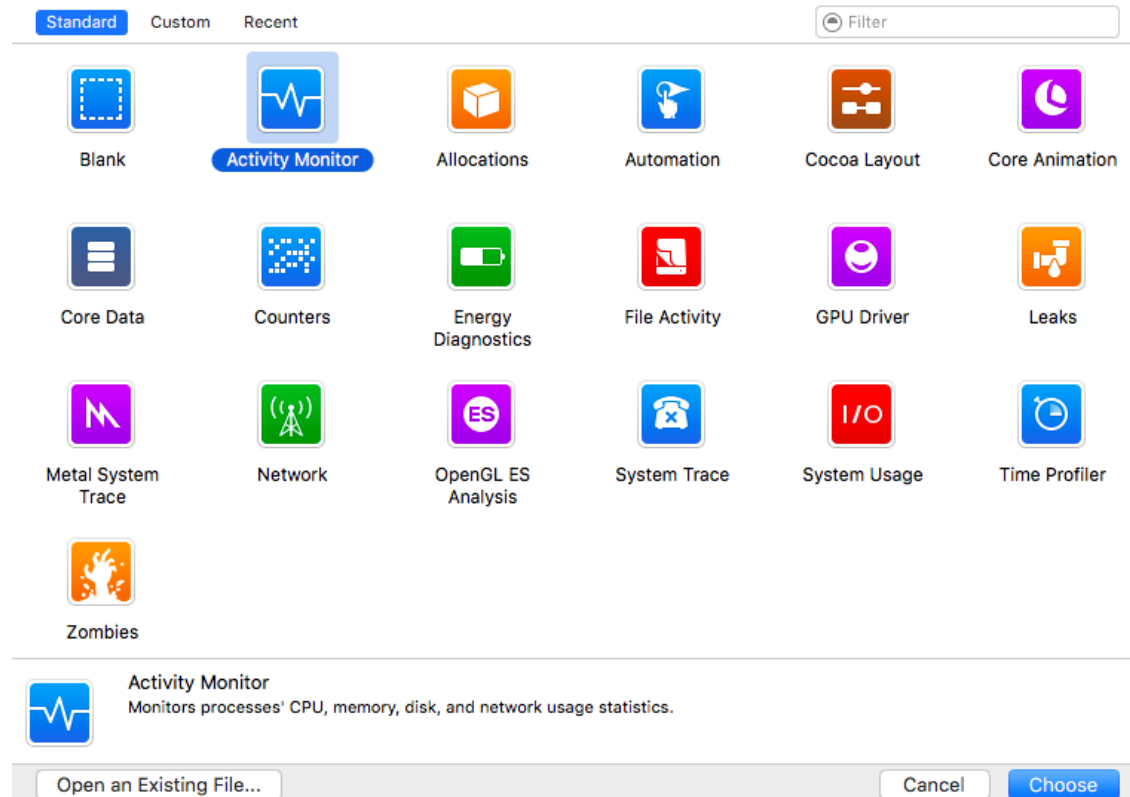 Standard Custom Recent Filter
Blank Activity Monitor Allocations Automation Cocoa Layout Core Animation
Core Data Counters Energy File Activity GPU Driver Leaks
Diagnostics
((ı)) ES I/O
Metal System Network OpenGL ES System Trace System Usage Time Profiler
Trace Analysis
Zombies
Activity Monitor
Monitors processes' CPU, memory, disk, and network usage statistics.
Open an Existing File... Cancel Choose